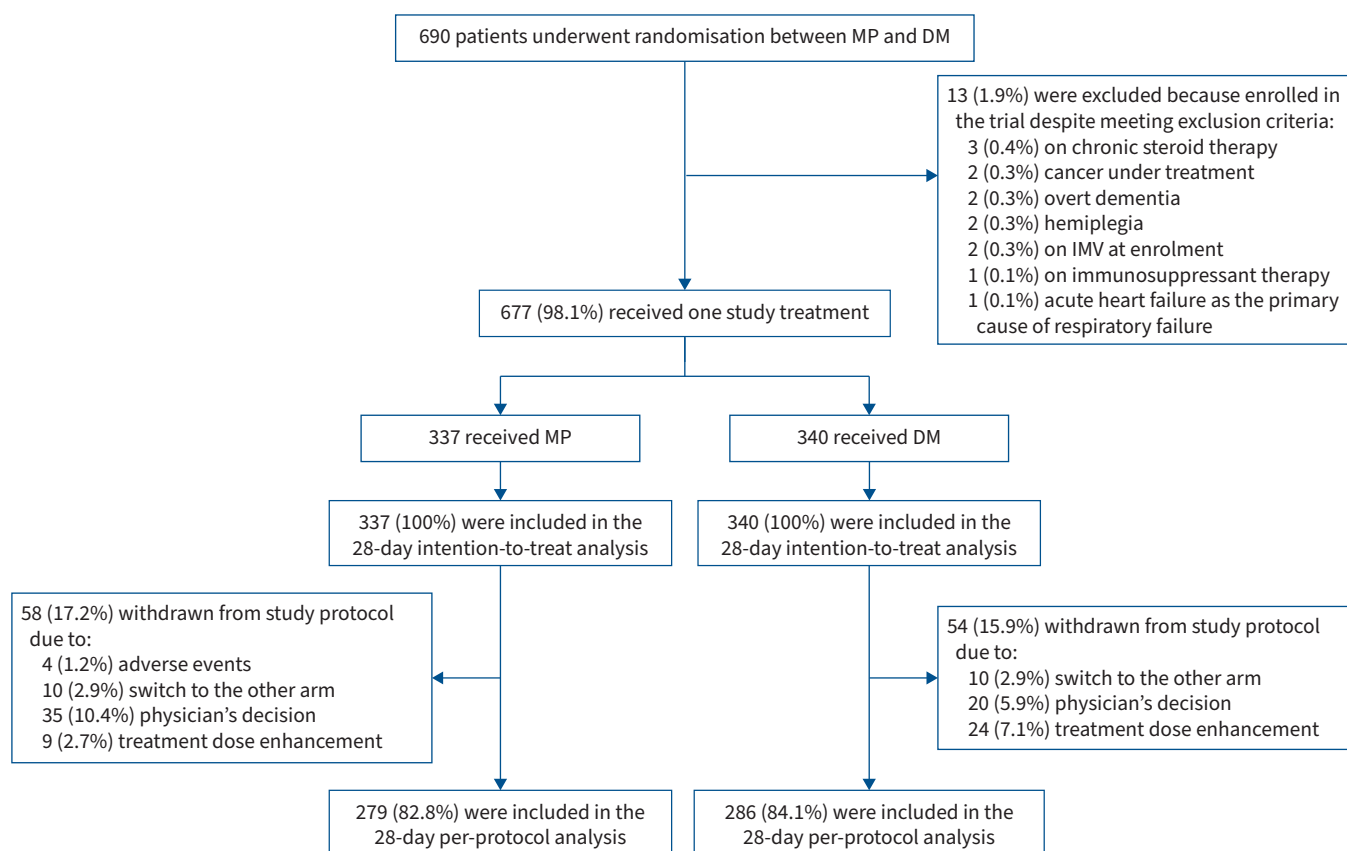 690 patients underwent randomisation between MP and DM
13 (1.9%) were excluded because enrolled in
the trial despite meeting exclusion criteria:
3 (0.4%) on chronic steroid therapy
2 (0.3%) cancer under treatment
2 (0.3%) overt dementia
2 (0.3%) hemiplegia
2 (0.3%) on IMV at enrolment
1 (0.1%) on immunosuppressant therapy
1 (0.1%) acute heart failure as the primary
cause of respiratory failure
677 (98.1%) received one study treatment
337 received MP
340 received DM
337 (100%) were included in the
28-day intention-to-treat analysis
340 (100%) were included in the
28-day intention-to-treat analysis
58 (17.2%) withdrawn from study protocol
due to:
4 (1.2%) adverse events
10 (2.9%) switch to the other arm
35 (10.4%) physician’s decision
9 (2.7%) treatment dose enhancement
54 (15.9%) withdrawn from study protocol
due to:
10 (2.9%) switch to the other arm
20 (5.9%) physician’s decision
24 (7.1%) treatment dose enhancement
279 (82.8%) were included in the
28-day per-protocol analysis
286 (84.1%) were included in the
28-day per-protocol analysis